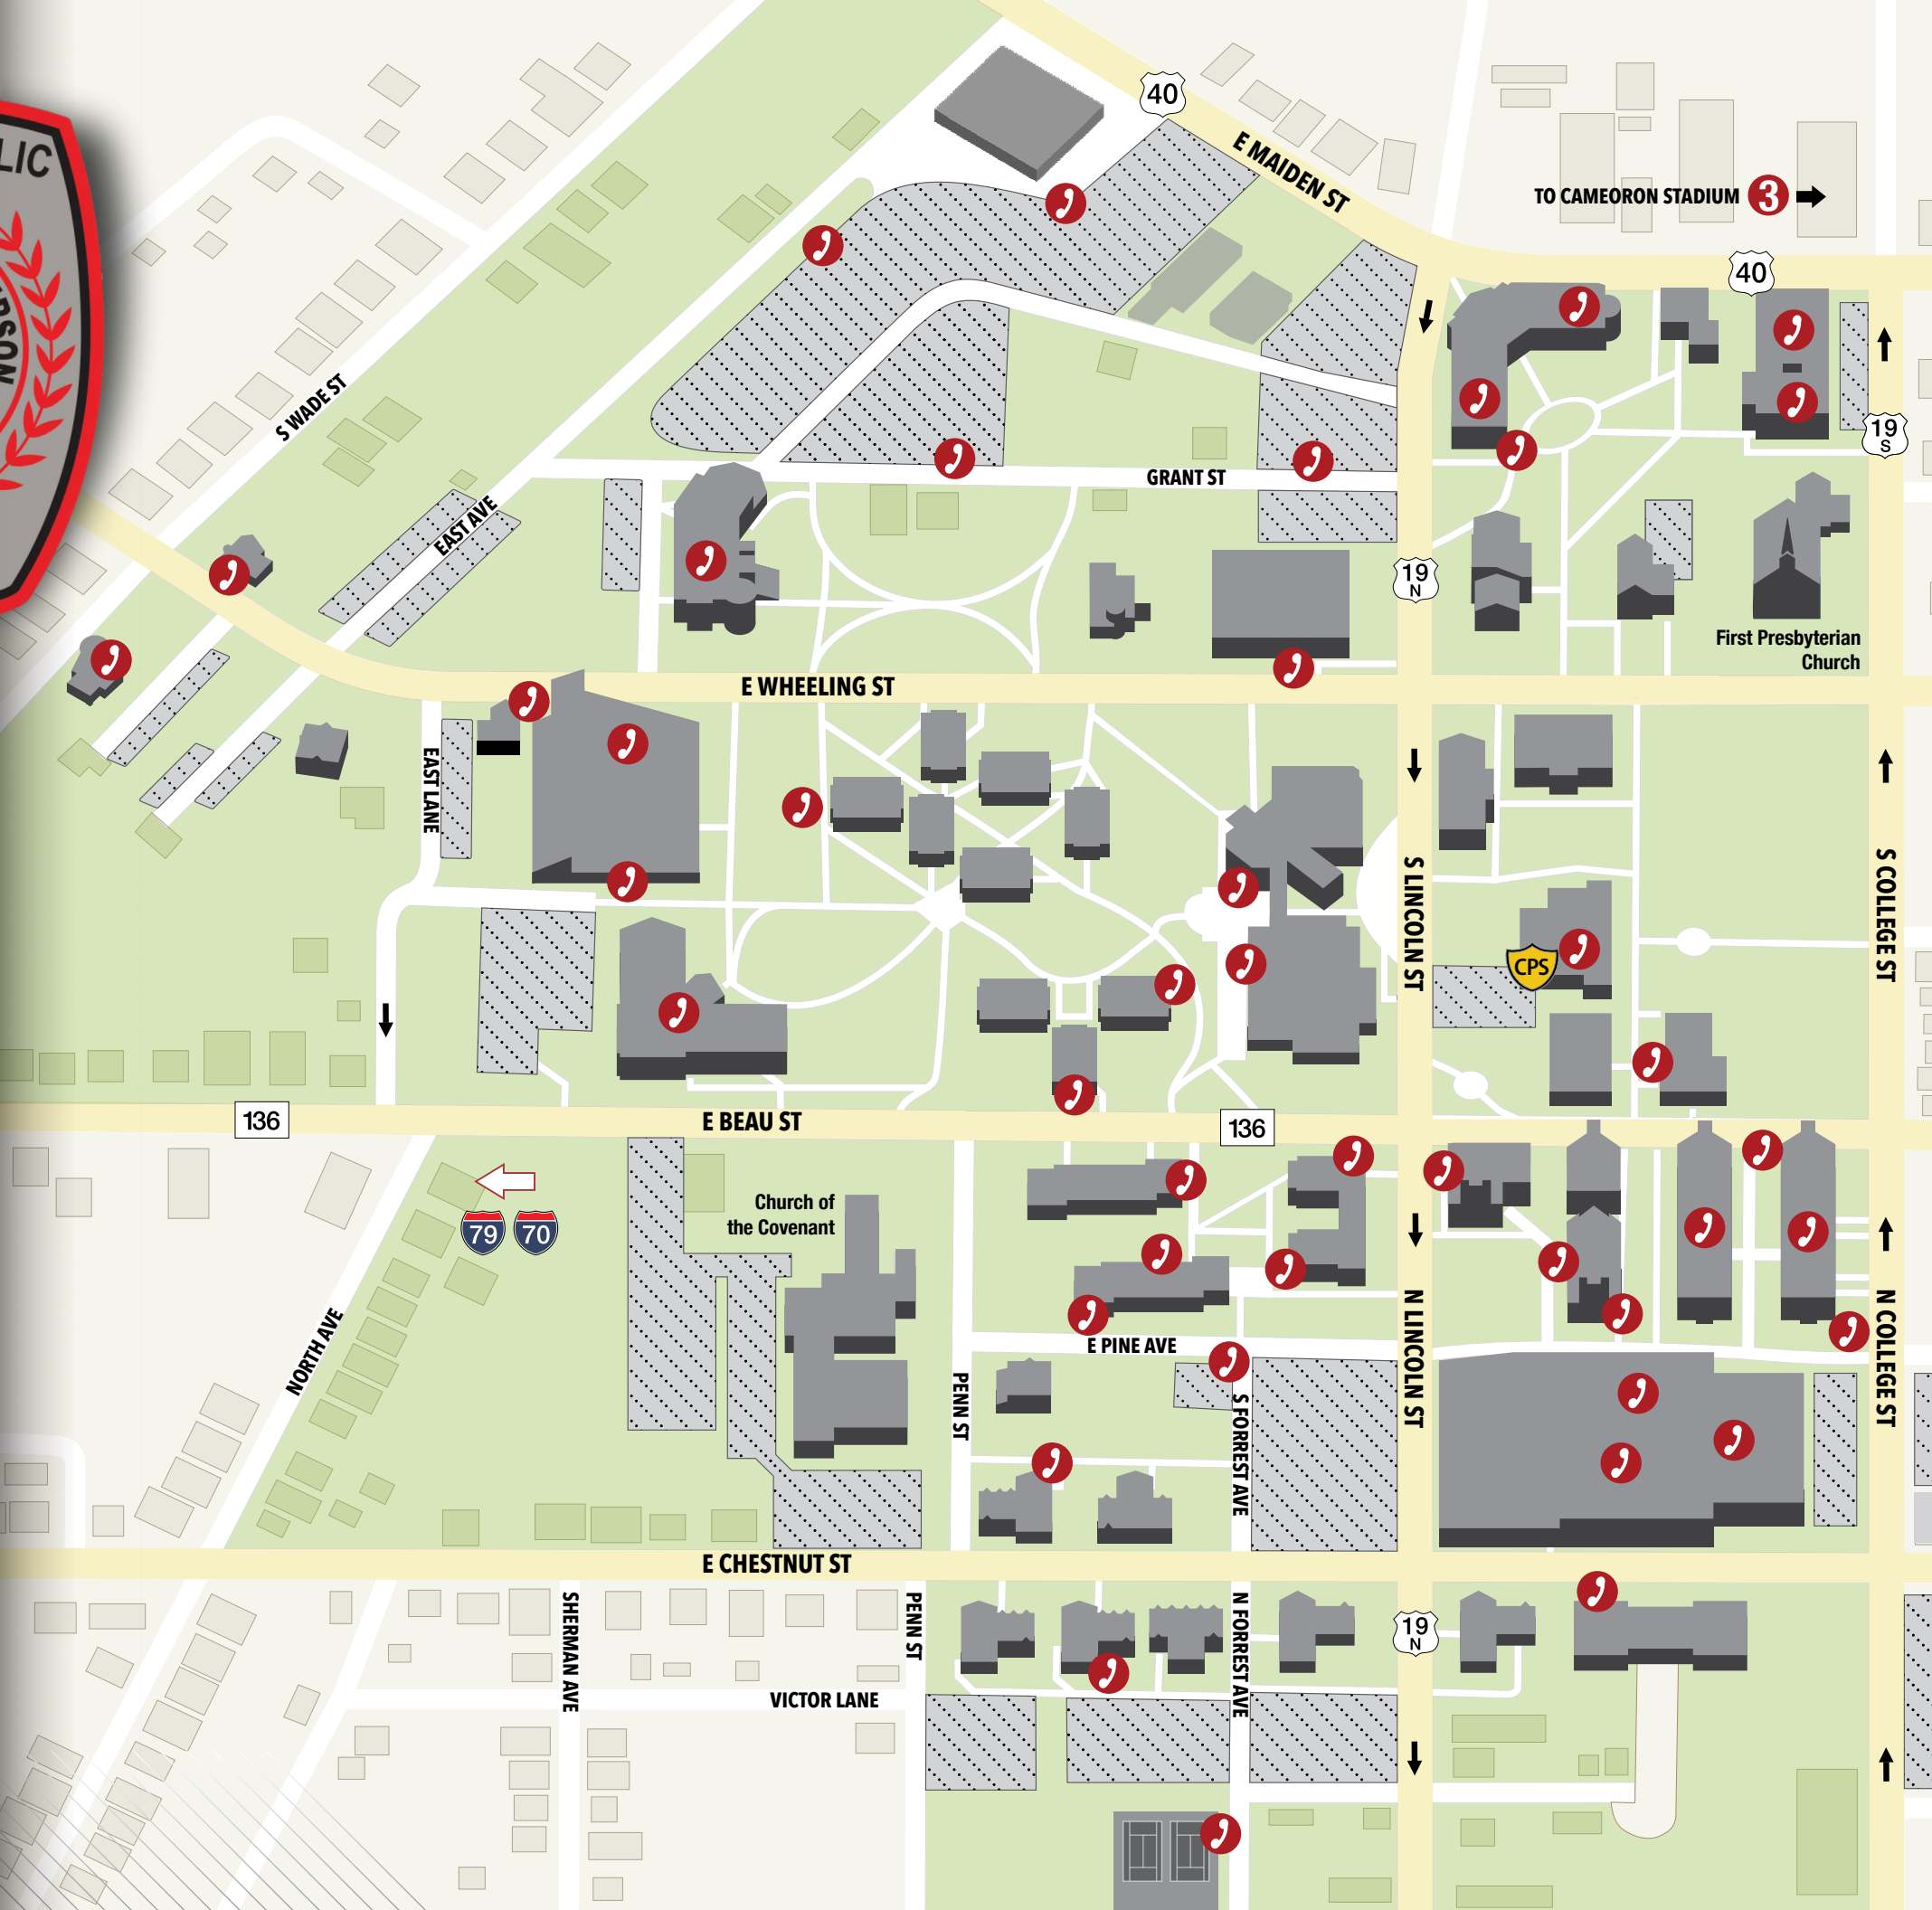 40
E MAIDEN ST
TO CAMEORON STADIUM 3
LIC
40
S WADE ST
19
S
GRANT ST
EAST AVE
19
N
First Presbyterian
Church
E WHEELING ST
EAST LANE
S LINCOLN ST
S COLLEGE ST
CPS
136
E BEAU ST
136
Church of
the Covenant
79
70
NORTH AVE
N LINCOLN ST
N COLLEGE ST
E PINE AVE
PENN ST
S FORREST AVE
E CHESTNUT ST
SHERMAN AVE
PENN ST
N FORREST AVE
19
N
VICTOR LANE